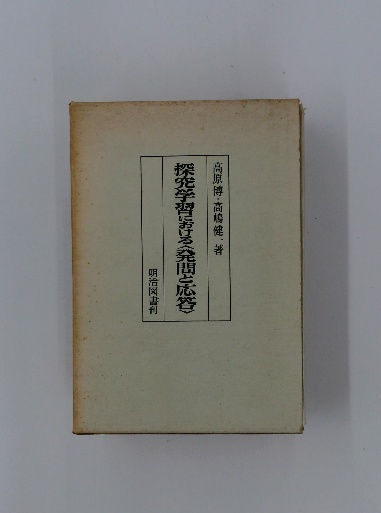 高原博・高嶋健一著
探究学習における〈発問と応答〉
明治図書刊